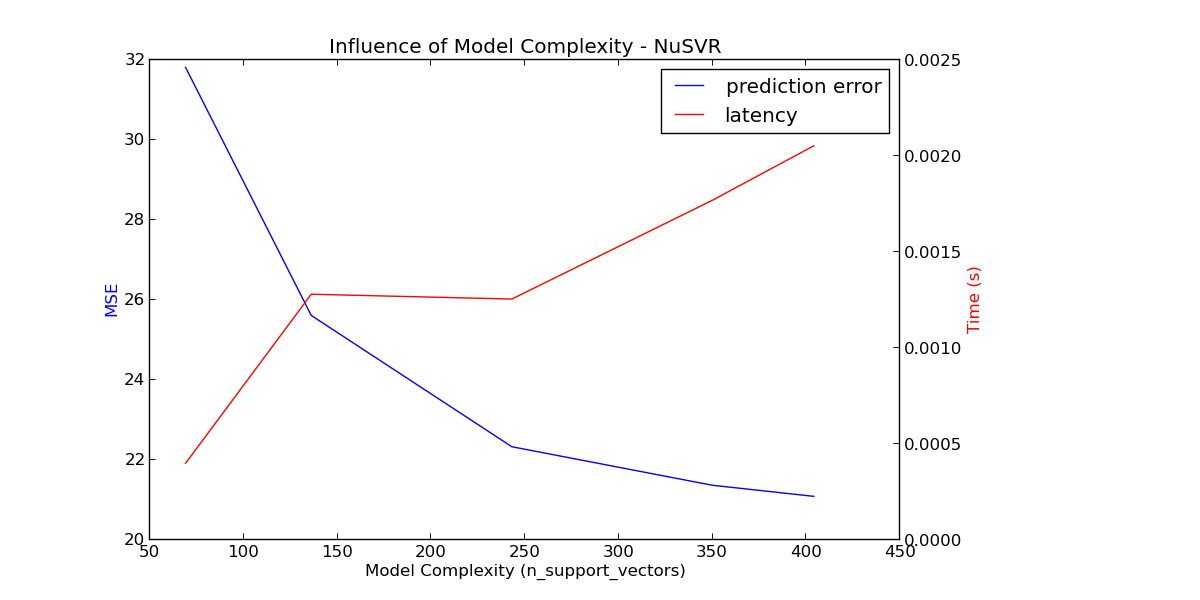 Influence of Model Complexity - NuSVR
prediction error
latency
32
30
28
26
24
22
20
MSE
0.0025
0.0020
0.0015
0.0010
0.0005
0.0000
Time (s)
50 100 150 200 250 300 350 400 450
Model Complexity (n_support_vectors)